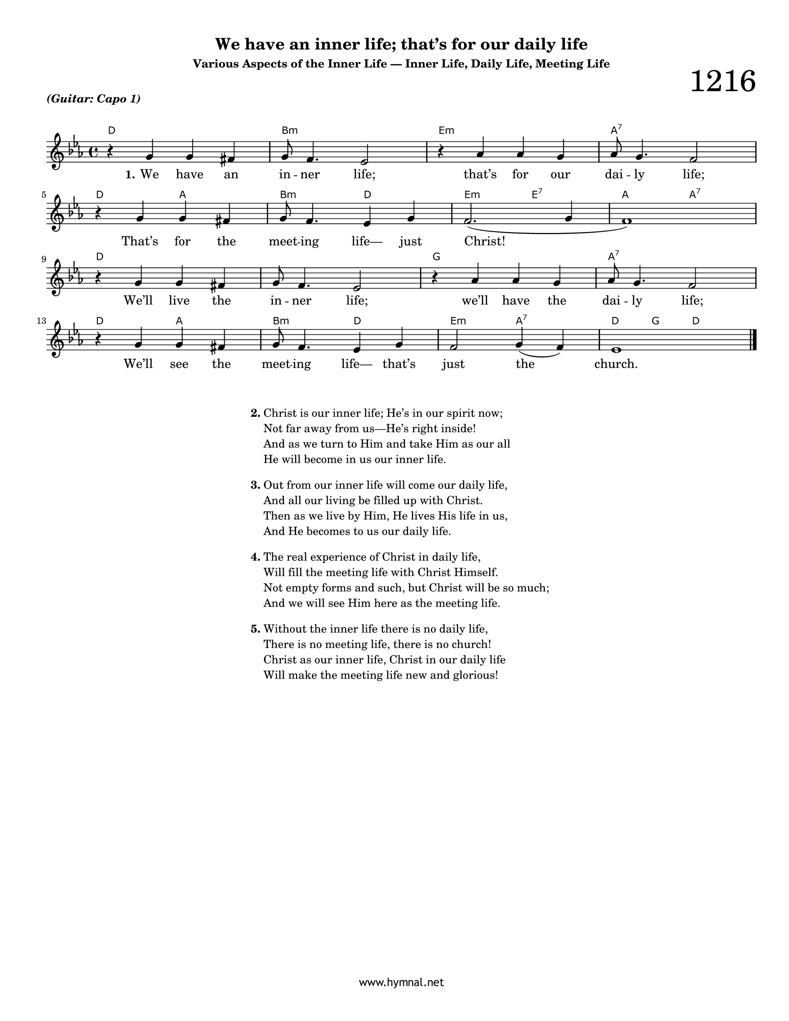 We have an inner life; that's for our daily life
Various Aspects of the Inner Life — Inner Life, Daily Life, Meeting Life
1216
(Guitar: Capo 1)
D Bm Em A7
1. We have an in - ner life; that's for our dai - ly life;
5 D A Bm D Em E7 A A7
That's for the meet-ing life— just Christ!
9 D G A7
We'll live the in - ner life; we'll have the dai - ly life;
13 D A Bm D Em A7 D G D
We'll see the meet-ing life— that's just the church.
2. Christ is our inner life; He's in our spirit now;
Not far away from us—He's right inside!
And as we turn to Him and take Him as our all
He will become in us our inner life.
3. Out from our inner life will come our daily life,
And all our living be filled up with Christ.
Then as we live by Him, He lives His life in us,
And He becomes to us our daily life.
4. The real experience of Christ in daily life,
Will fill the meeting life with Christ Himself.
Not empty forms and such, but Christ will be so much;
And we will see Him here as the meeting life.
5. Without the inner life there is no daily life,
There is no meeting life, there is no church!
Christ as our inner life, Christ in our daily life
Will make the meeting life new and glorious!
www.hymnal.net